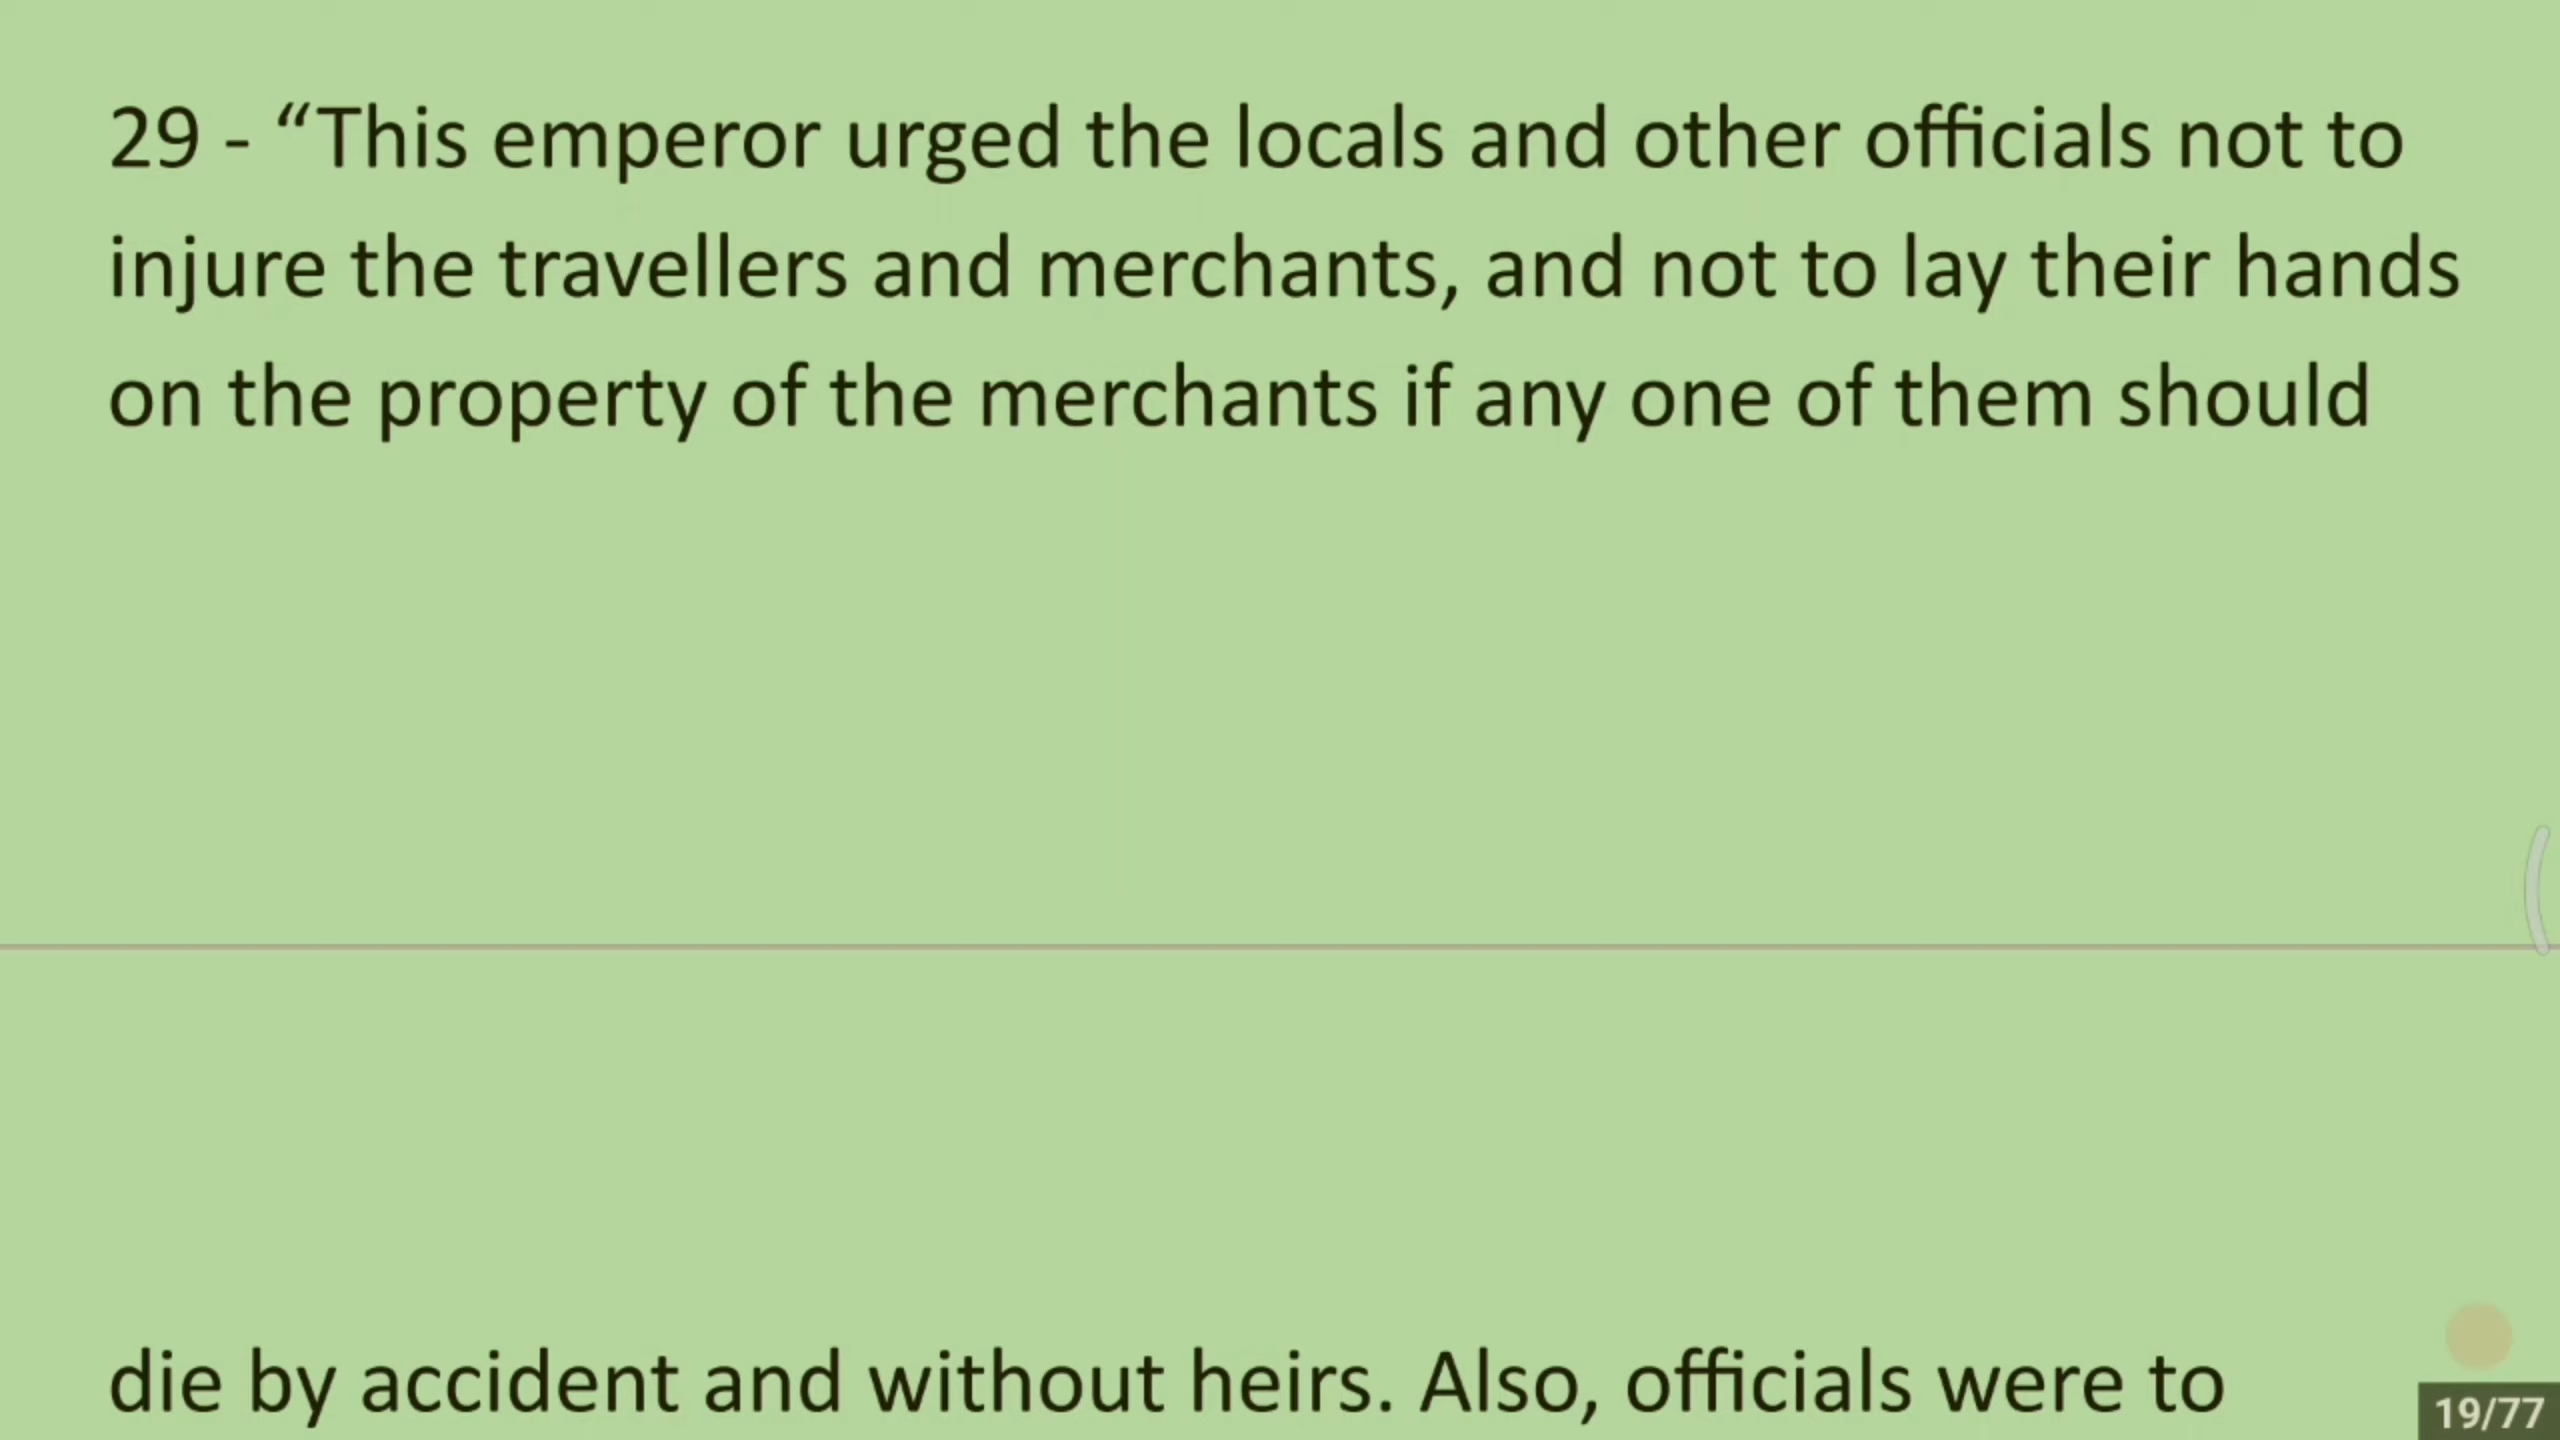 29 - “This emperor urged the locals and other officials not to
injure the travellers and merchants, and not to lay their hands
on the property of the merchants if any one of them should
die by accident and without heirs. Also, officials were to
19/77